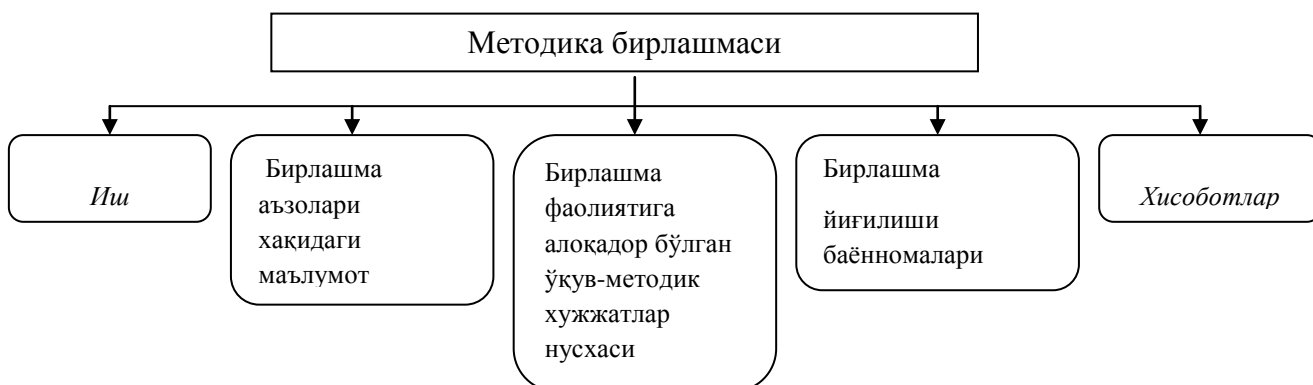 Методика бирлашмаси
Иш
Бирлашма
аъзолари
хақидаги
маълумот
Бирлашма
фаолиятига
алоқадор бўлган
ўқув-методик
хужжатлар
нусхаси
Бирлашма
йиғилиши
баённомалари
Хисоботлар